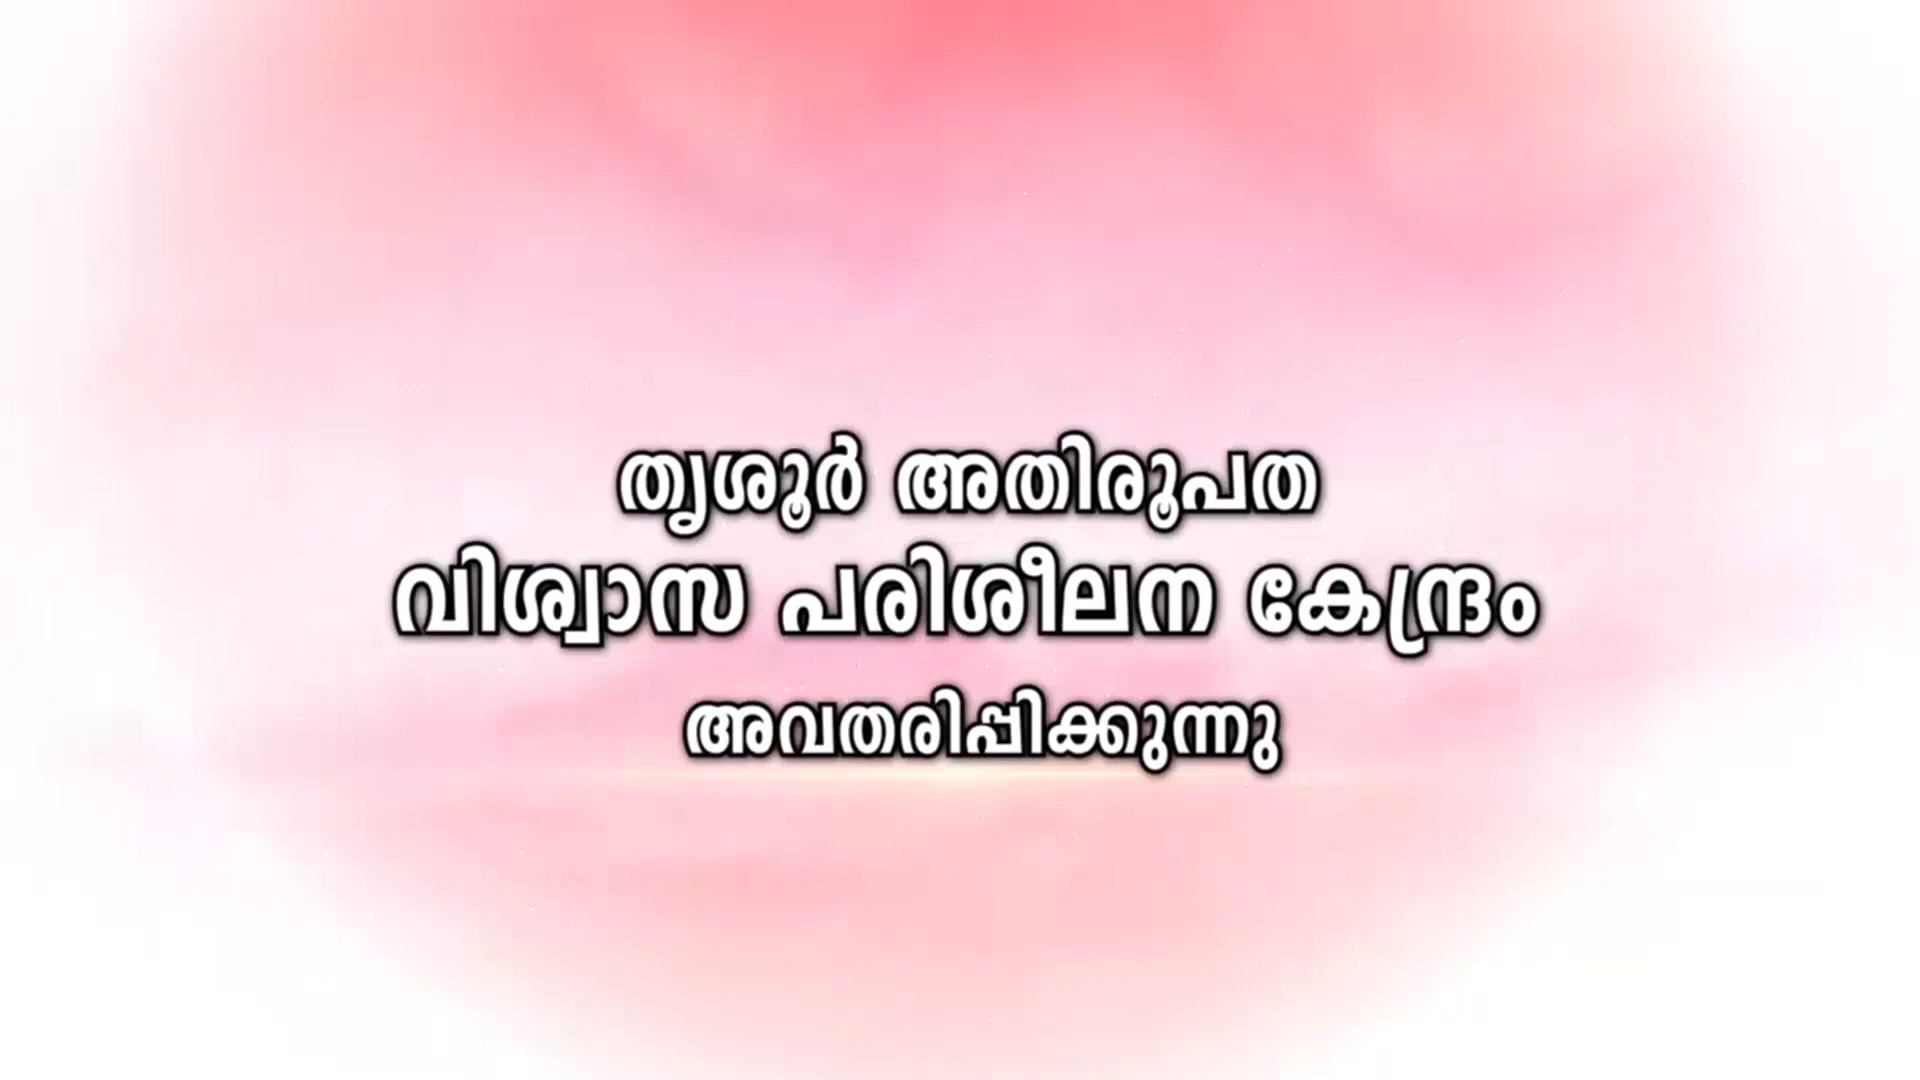 തൃശൂർ അതിരൂപത
വിശ്വാസ പരിശീലന കേന്ദ്രം
അവതരിപ്പിക്കുന്നു